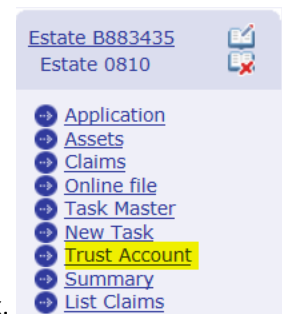 Estate B883435
Estate 0810
Application
Assets
Claims
Online file
Task Master
New Task
Trust Account
Summary
List Claims